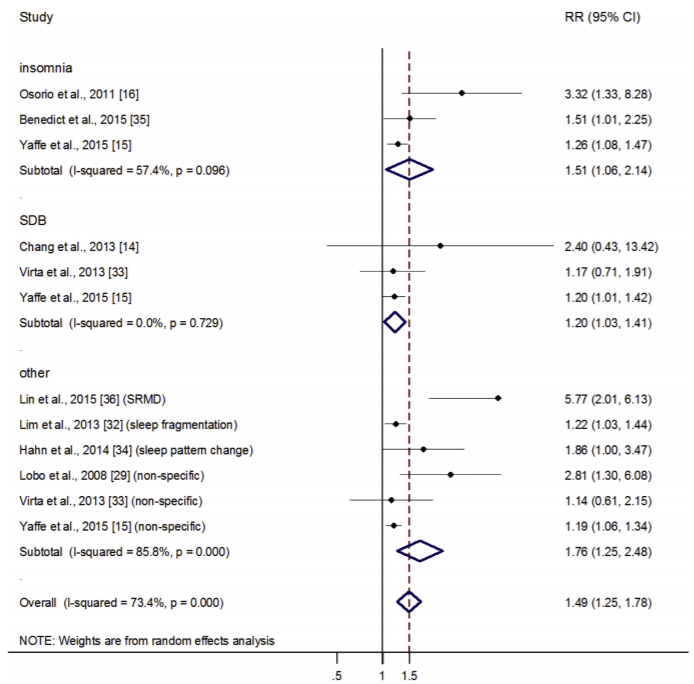 Study RR (95% CI)
insomnia
Osorio et al., 2011 [16] 3.32 (1.33, 8.28)
Benedict et al., 2015 [35] 1.51 (1.01, 2.25)
Yaffe et al., 2015 [15] 1.26 (1.08, 1.47)
Subtotal (I-squared = 57.4%, p = 0.096) 1.51 (1.06, 2.14)
.
SDB
Chang et al., 2013 [14] 2.40 (0.43, 13.42)
Virta et al., 2013 [33] 1.17 (0.71, 1.91)
Yaffe et al., 2015 [15] 1.20 (1.01, 1.42)
Subtotal (I-squared = 0.0%, p = 0.729) 1.20 (1.03, 1.41)
.
other
Lin et al., 2015 [36] (SRMD) 5.77 (2.01, 6.13)
Lim et al., 2013 [32] (sleep fragmentation) 1.22 (1.03, 1.44)
Hahn et al., 2014 [34] (sleep pattern change) 1.86 (1.00, 3.47)
Lobo et al., 2008 [29] (non-specific) 2.81 (1.30, 6.08)
Virta et al., 2013 [33] (non-specific) 1.14 (0.61, 2.15)
Yaffe et al., 2015 [15] (non-specific) 1.19 (1.06, 1.34)
Subtotal (I-squared = 85.8%, p = 0.000) 1.76 (1.25, 2.48)
.
Overall (I-squared = 73.4%, p = 0.000) 1.49 (1.25, 1.78)
NOTE: Weights are from random effects analysis
.5 1 1.5